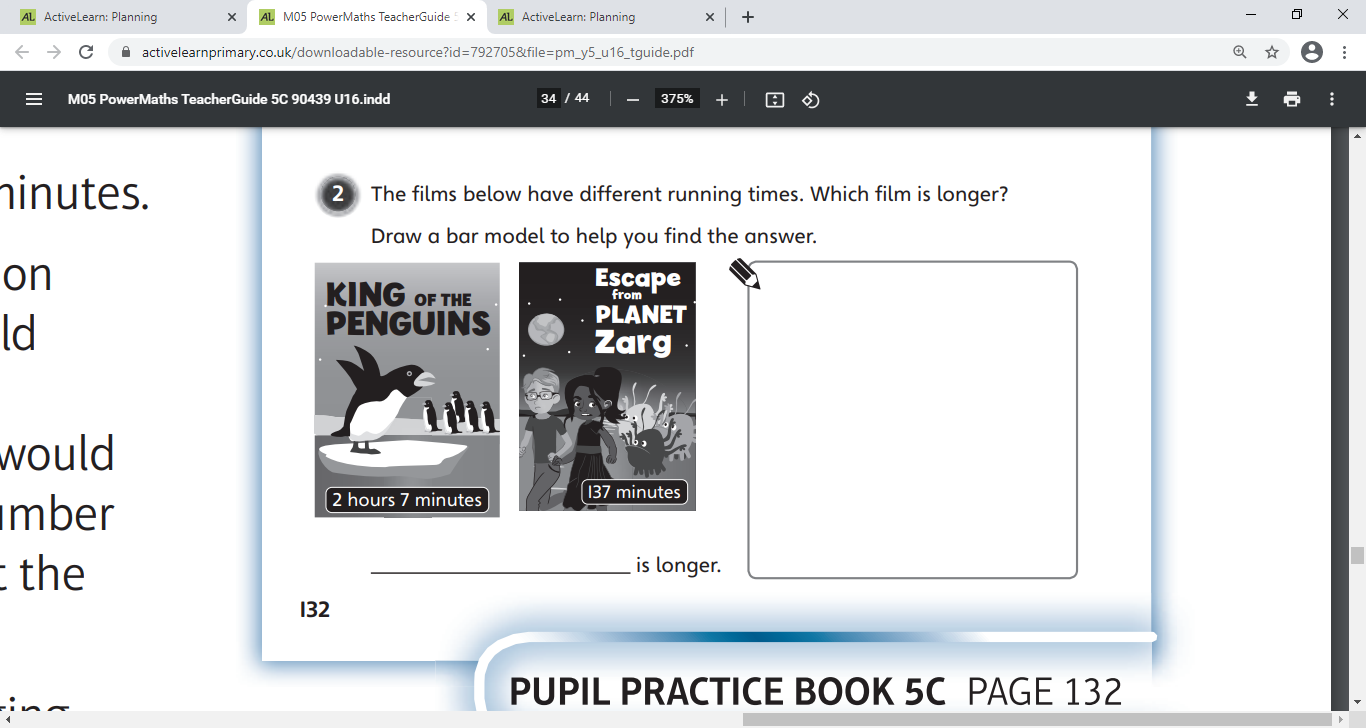 ActiveLearn: Planning
M05 PowerMaths TeacherGuide
ActiveLearn: Planning
activelearnprimary.co.uk/downloadable-resource?id=792705&file=pm_y5_u16_tguide.pdf
M05 PowerMaths TeacherGuide 5C 90439 U16.indd
34 / 44
375%
ninutes.
on
ld
would
umber
t the
2 The films below have different running times. Which film is longer?
Draw a bar model to help you find the answer.
KING OF THE
PENGUINS
2 hours 7 minutes
Escape
from
PLANET
Zarg
137 minutes
is longer.
132
PUPIL PRACTICE BOOK 5C PAGE 132